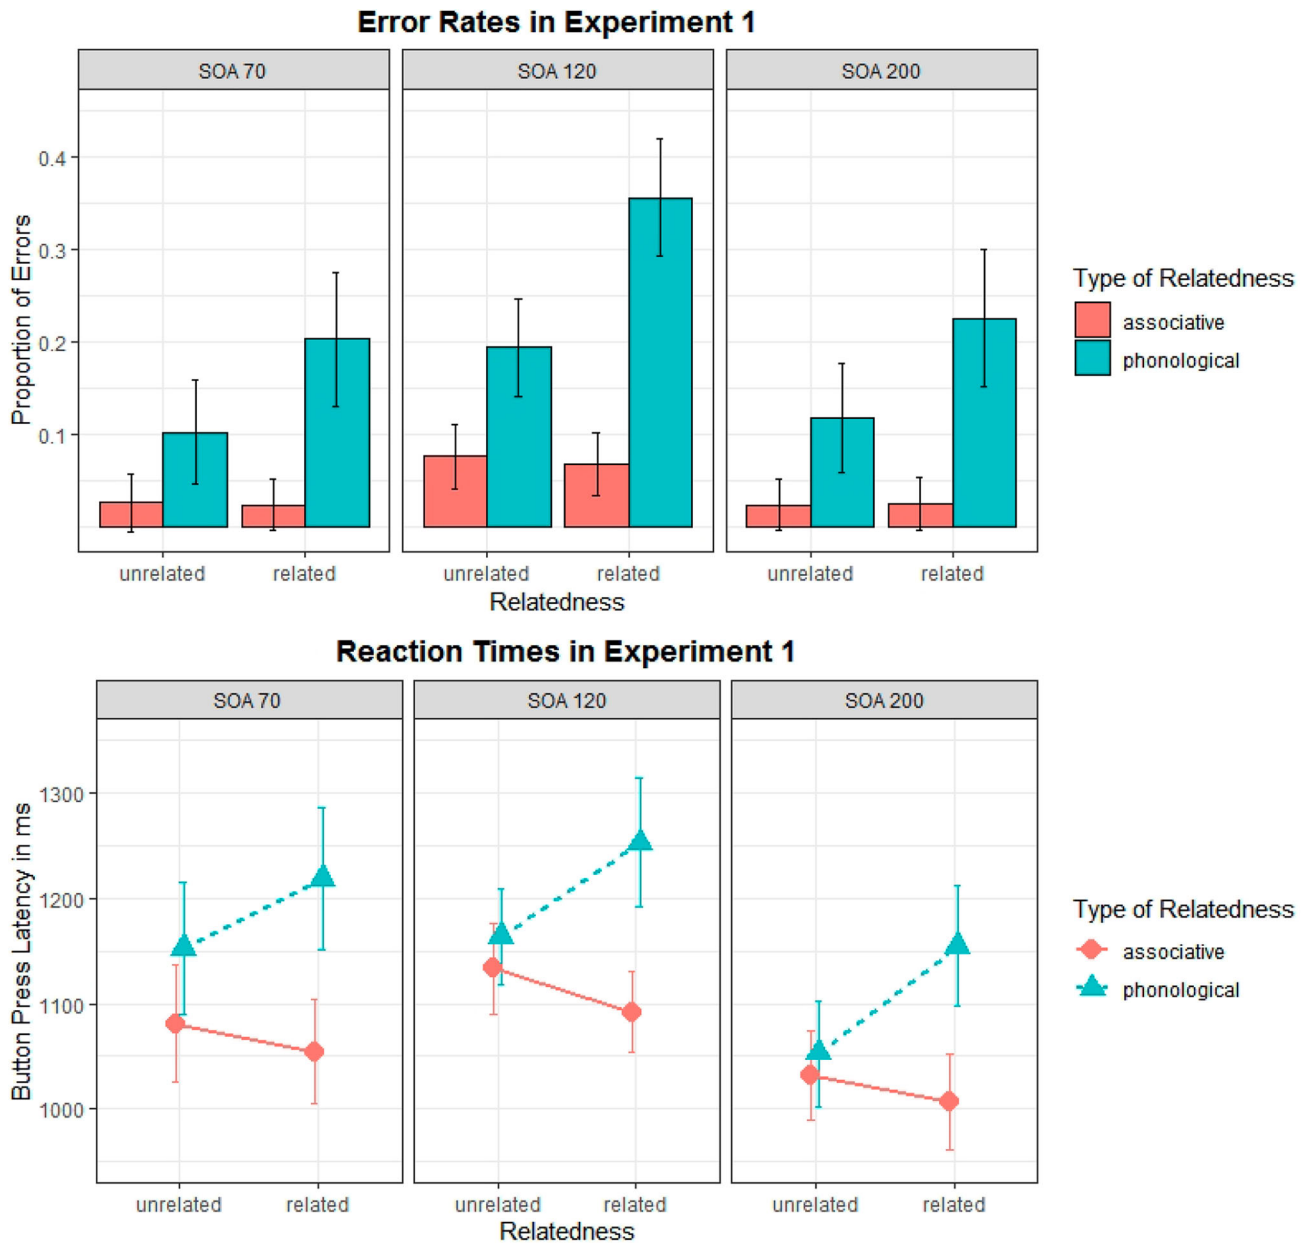 Error Rates in Experiment 1
SOA 70
SOA 120
SOA 200
Proportion of Errors
0.4
0.3
0.2
0.1
unrelated
related
unrelated
related
unrelated
related
Relatedness
Type of Relatedness
associative
phonological
Reaction Times in Experiment 1
SOA 70
SOA 120
SOA 200
Button Press Latency in ms
1300
1200
1100
1000
unrelated
related
unrelated
related
unrelated
related
Relatedness
Type of Relatedness
associative
phonological